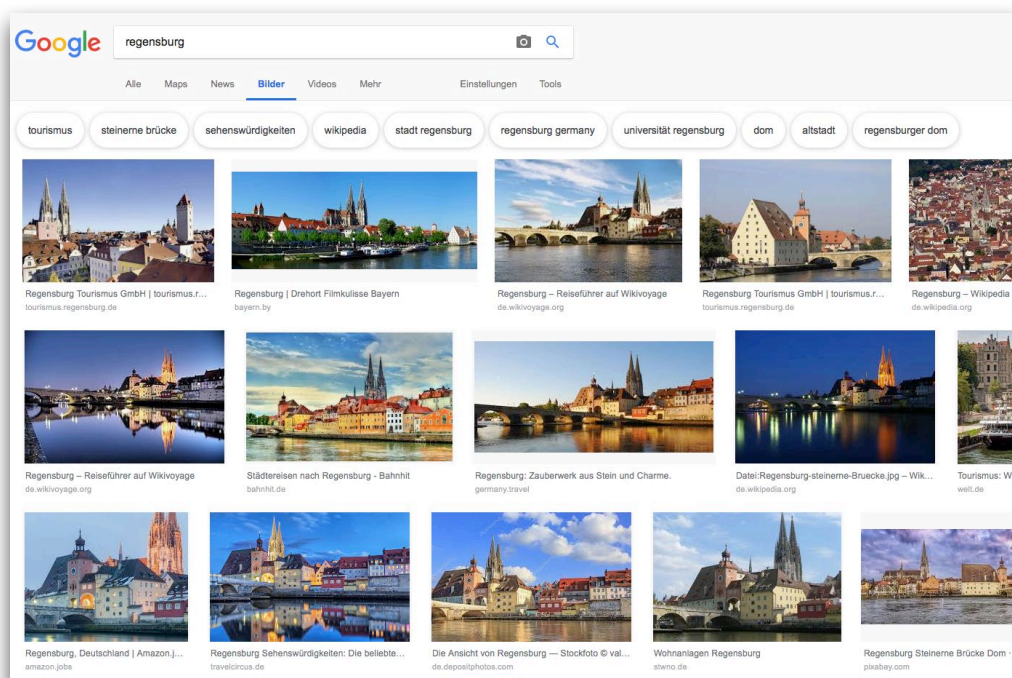 Google
regensburg
Alle Maps News Bilder Videos Mehr Einstellungen Tools
tourismus steinerne brücke sehenswürdigkeiten wikipedia stadt regensburg regensburg germany universität regensburg dom altstadt regensburger dom
Regensburg Tourismus GmbH | tourismus.r... Regensburg | Drehort Filmkulisse Bayern Regensburg – Reiseführer auf Wikivoyage Regensburg Tourismus GmbH | tourismus.r... Regensburg – Wikipedia
tourismus.regensburg.de bayern.by de.wikivoyage.org tourismus.regensburg.de de.wikipedia.org
Regensburg – Reiseführer auf Wikivoyage Städtereisen nach Regensburg - Bahnhit Regensburg: Zauberwerk aus Stein und Charme. Datei:Regensburg-steinerne-Bruecke.jpg – Wik... Tourismus: W
de.wikivoyage.org bahnhit.de germany.travel de.wikipedia.org welt.de
Regensburg, Deutschland | Amazon.j... Regensburg Sehenswürdigkeiten: Die beliebte... Die Ansicht von Regensburg — Stockfoto © val... Wohnanlagen Regensburg Regensburg Steinerne Brücke Dom ·
amazon.jobs travelcircus.de de.depositphotos.com stwno.de pixabay.com